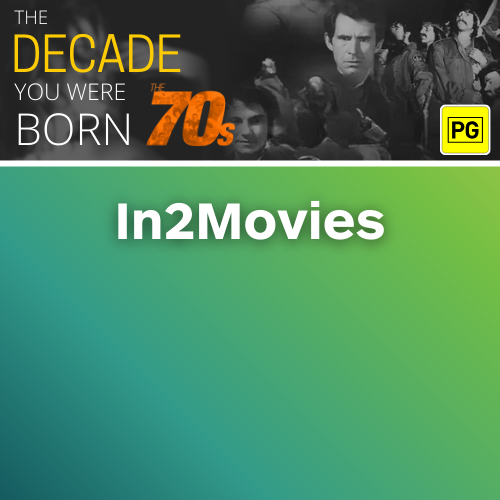 THE
DECADE
YOU WERE
BORN
THE
70s
PG
In2Movies